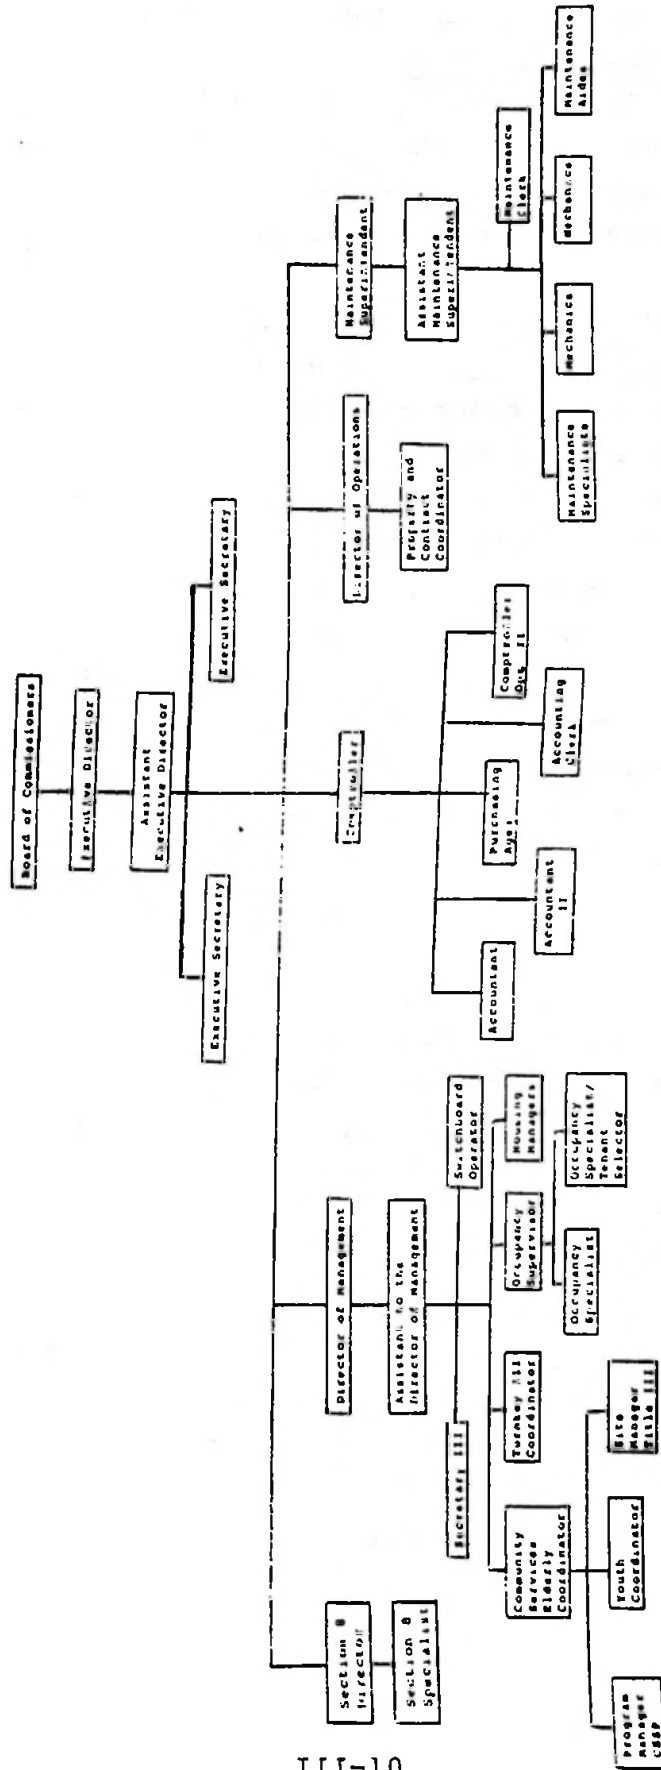 Board of Commissioners
Executive Director
Assistant
Executive Director
Executive Secretary
Executive Secretary
Section 8
Director
Section 8
Specialist
Director of Management
Assistant to the
Director of Management
Secretary III
Switchboard
Operator
Community
Services
Elderly
Coordinator
Turnkey III
Coordinator
Occupancy
Supervisor
Housing
Managers
Occupancy
Specialist
Occupancy
Specialist/
Tenant
Selector
Program
Manager
Youth
Coordinator
Site
Manager
Title III
Comptroller
Accountant
Accountant
II
Purchasing
Agent
Accounting
Clerk
Comptroller
II
Director of Operations
Property and
Contract
Coordinator
Maintenance
Superintendent
Assistant
Maintenance
Superintendent
Maintenance
Clerk
Maintenance
Specialists
Mechanics
Mechanics
Maintenance
Aides
III-10